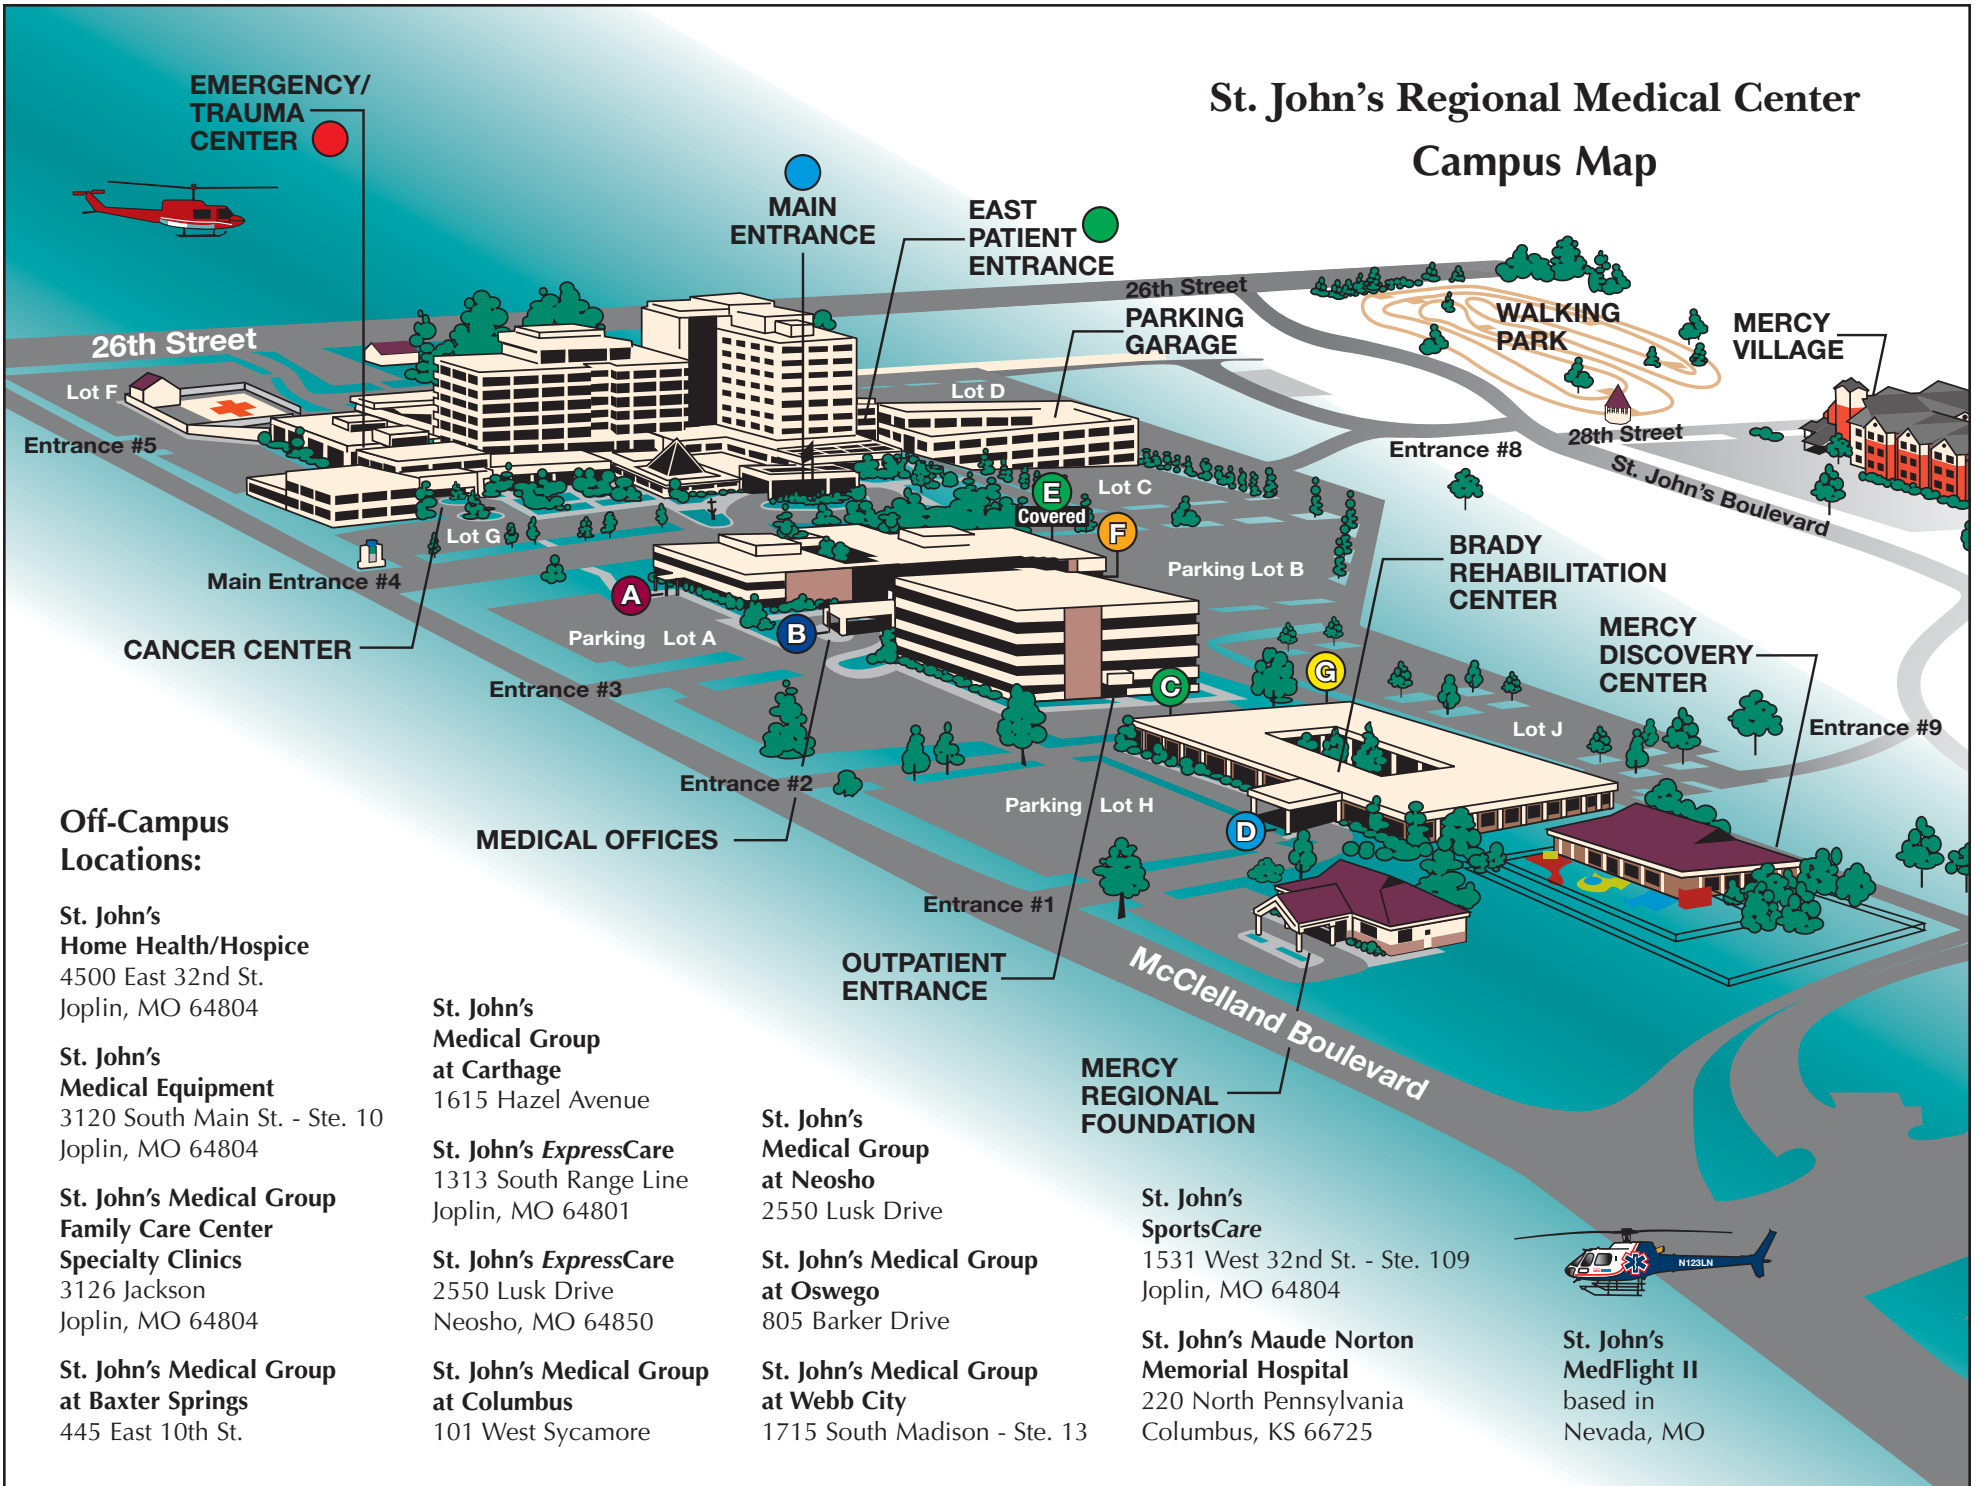 St. John's Regional Medical Center
Campus Map
EMERGENCY/
TRAUMA
CENTER
MAIN
ENTRANCE
EAST
PATIENT
ENTRANCE
26th Street
PARKING
GARAGE
WALKING
PARK
MERCY
VILLAGE
26th Street
Lot F
Lot D
Entrance #5
Entrance #8
28th Street
St. John's Boulevard
E
Covered
Lot C
F
Lot G
Parking Lot B
Main Entrance #4
A
B
Parking Lot A
CANCER CENTER
Entrance #3
BRADY
REHABILITATION
CENTER
MERCY
DISCOVERY
CENTER
G
C
Lot J
Entrance #9
Entrance #2
Parking Lot H
D
MEDICAL OFFICES
Entrance #1
OUTPATIENT
ENTRANCE
McClelland Boulevard
MERCY
REGIONAL
FOUNDATION
Off-Campus
Locations:
St. John's
Home Health/Hospice
4500 East 32nd St.
Joplin, MO 64804
St. John's
Medical Equipment
3120 South Main St. - Ste. 10
Joplin, MO 64804
St. John's Medical Group
Family Care Center
Specialty Clinics
3126 Jackson
Joplin, MO 64804
St. John's Medical Group
at Baxter Springs
445 East 10th St.
St. John's
Medical Group
at Carthage
1615 Hazel Avenue
St. John's ExpressCare
1313 South Range Line
Joplin, MO 64801
St. John's ExpressCare
2550 Lusk Drive
Neosho, MO 64850
St. John's Medical Group
at Columbus
101 West Sycamore
St. John's
Medical Group
at Neosho
2550 Lusk Drive
St. John's Medical Group
at Oswego
805 Barker Drive
St. John's Medical Group
at Webb City
1715 South Madison - Ste. 13
St. John's
SportsCare
1531 West 32nd St. - Ste. 109
Joplin, MO 64804
St. John's Maude Norton
Memorial Hospital
220 North Pennsylvania
Columbus, KS 66725
N123LN
St. John's
MedFlight II
based in
Nevada, MO